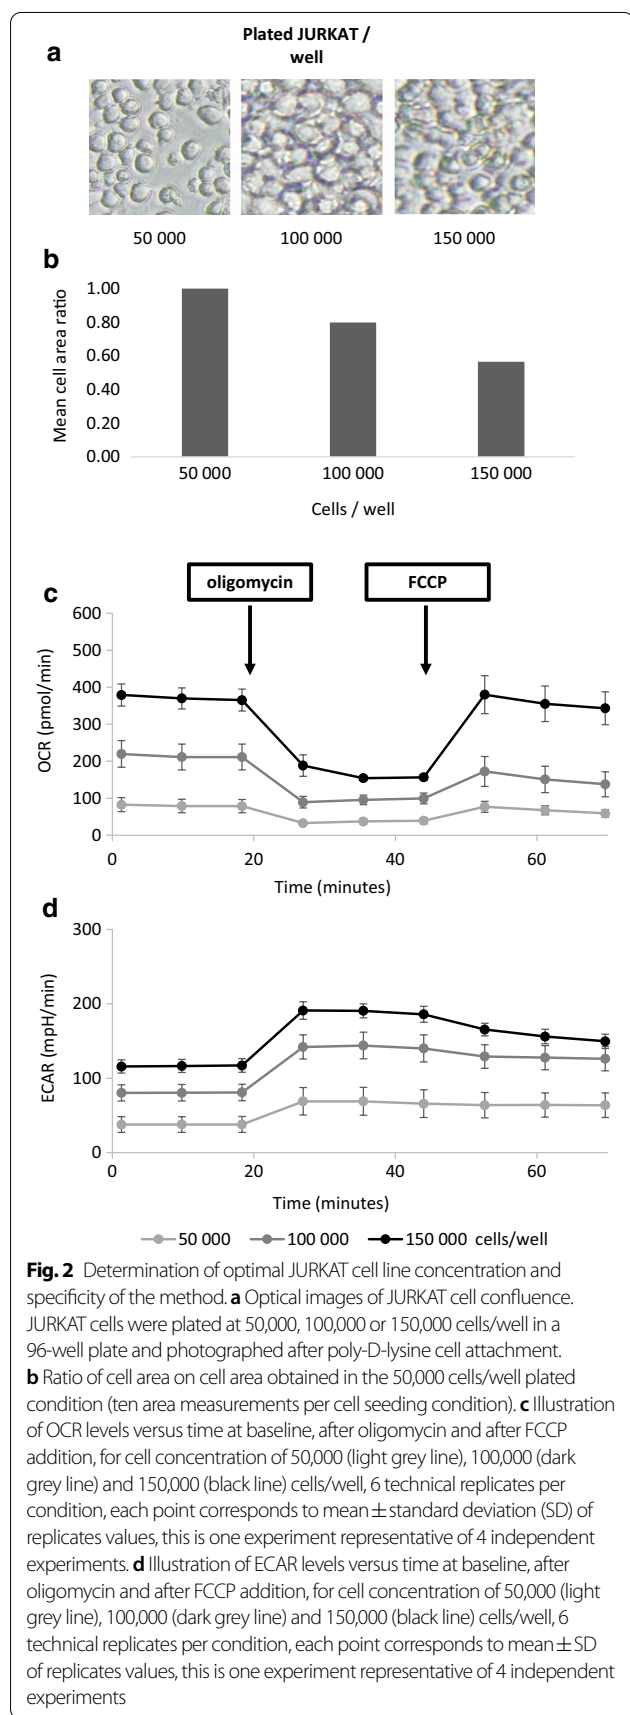 Plated JURKAT /
well
a
50 000 100 000 150 000
b
Mean cell area ratio
1.00
0.80
0.60
0.40
0.20
0.00
50 000 100 000 150 000
Cells / well
oligomycin FCCP
c
OCR (pmol/min)
600
500
400
300
200
100
0
0 20 40 60
Time (minutes)
d
ECAR (mpH/min)
300
200
100
0
0 20 40 60
Time (minutes)
50 000 100 000 150 000 cells/well
Fig. 2 Determination of optimal JURKAT cell line concentration and
specificity of the method. a Optical images of JURKAT cell confluence.
JURKAT cells were plated at 50,000, 100,000 or 150,000 cells/well in a
96-well plate and photographed after poly-D-lysine cell attachment.
b Ratio of cell area on cell area obtained in the 50,000 cells/well plated
condition (ten area measurements per cell seeding condition). c Illustration
of OCR levels versus time at baseline, after oligomycin and after FCCP
addition, for cell concentration of 50,000 (light grey line), 100,000 (dark
grey line) and 150,000 (black line) cells/well, 6 technical replicates per
condition, each point corresponds to mean ± standard deviation (SD) of
replicates values, this is one experiment representative of 4 independent
experiments. d Illustration of ECAR levels versus time at baseline, after
oligomycin and after FCCP addition, for cell concentration of 50,000 (light
grey line), 100,000 (dark grey line) and 150,000 (black line) cells/well, 6
technical replicates per condition, each point corresponds to mean ± SD
of replicates values, this is one experiment representative of 4 independent
experiments